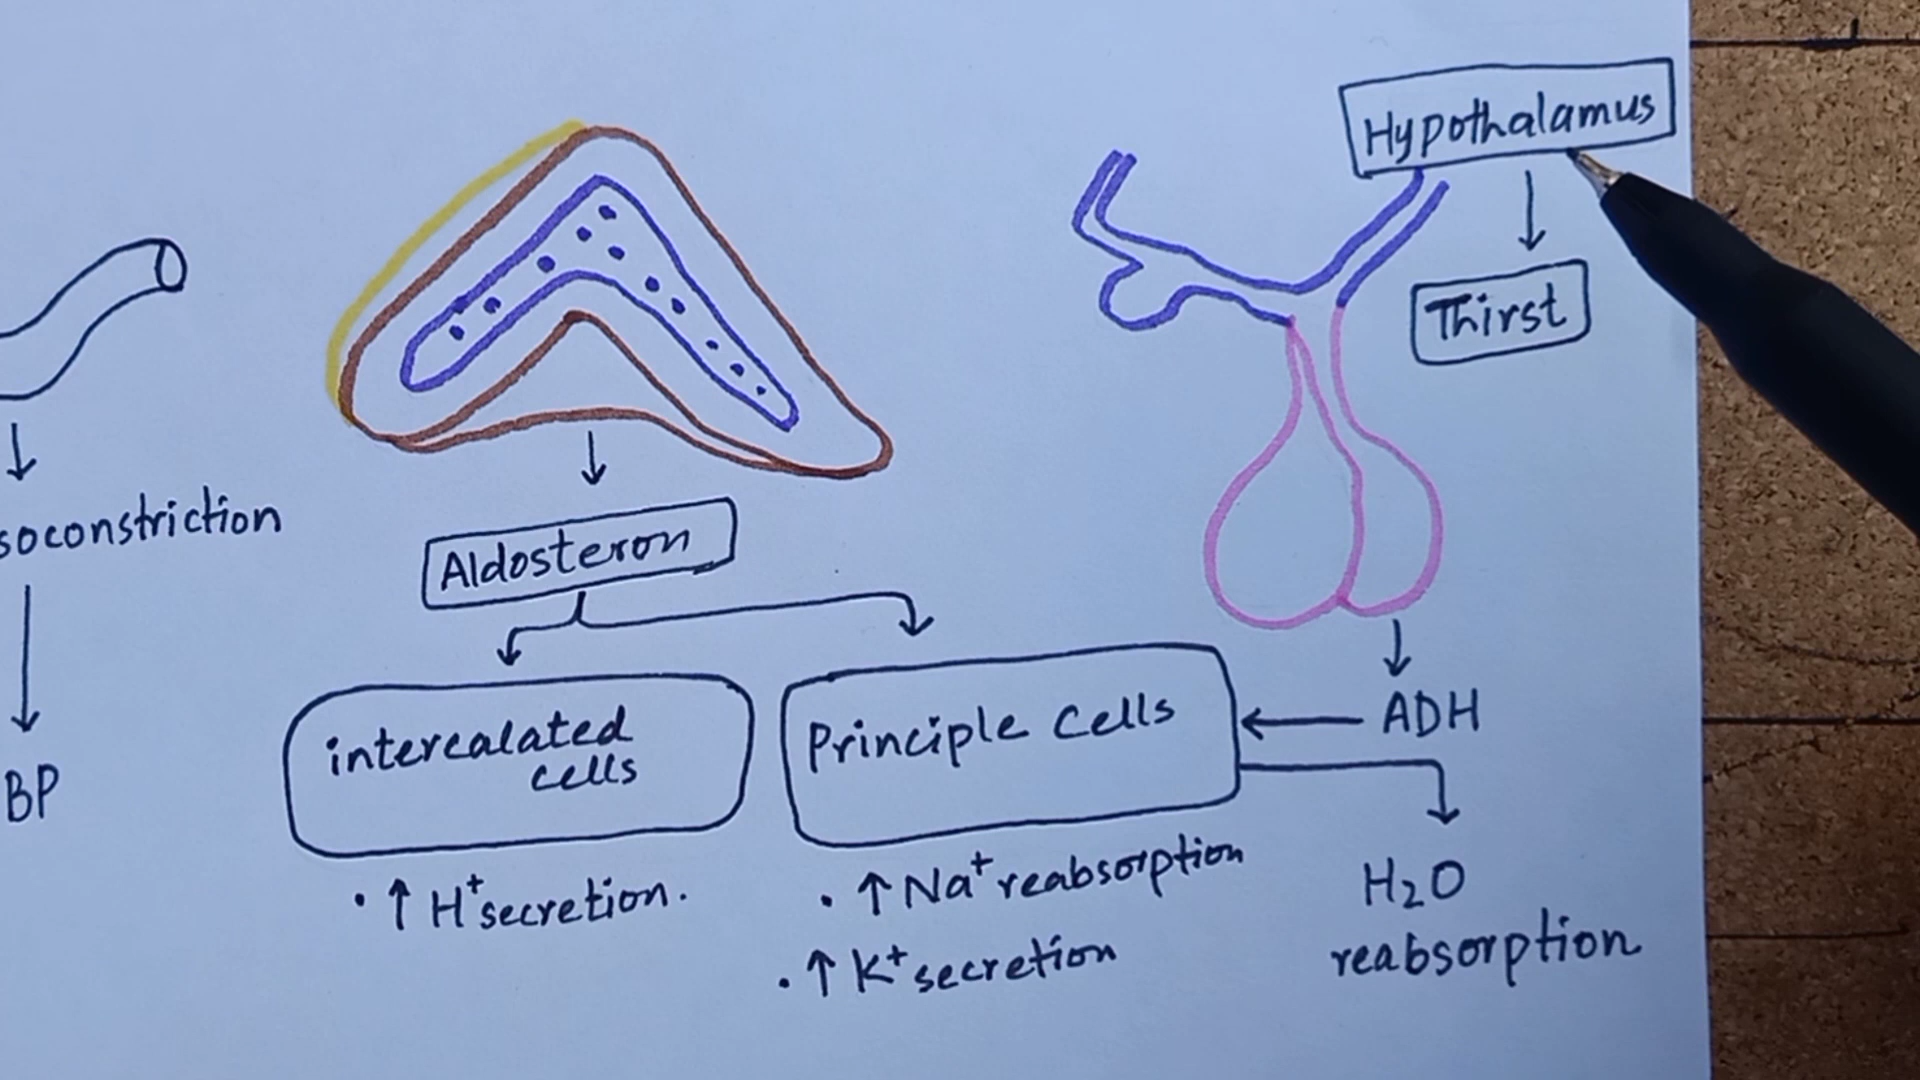 Hypothalamus
Thirst
soconstriction
BP
Aldosteron
intercalated
cells
• ↑ H⁺ secretion.
Principle Cells
• ↑ Na⁺ reabsorption
• ↑ K⁺ secretion
ADH
H₂O
reabsorption